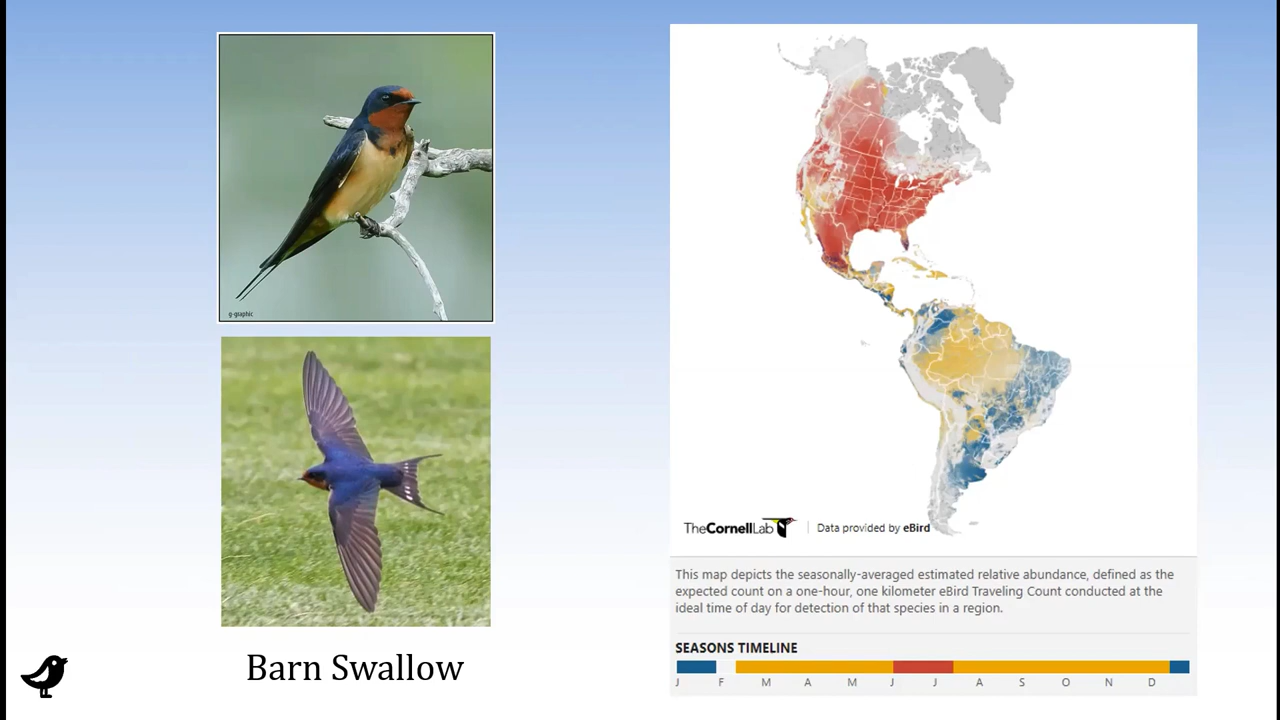 g-graphic
Barn Swallow
TheCornellLab | Data provided by eBird
This map depicts the seasonally-averaged estimated relative abundance, defined as the
expected count on a one-hour, one kilometer eBird Traveling Count conducted at the
ideal time of day for detection of that species in a region.
SEASONS TIMELINE
J F M A M J J A S O N D